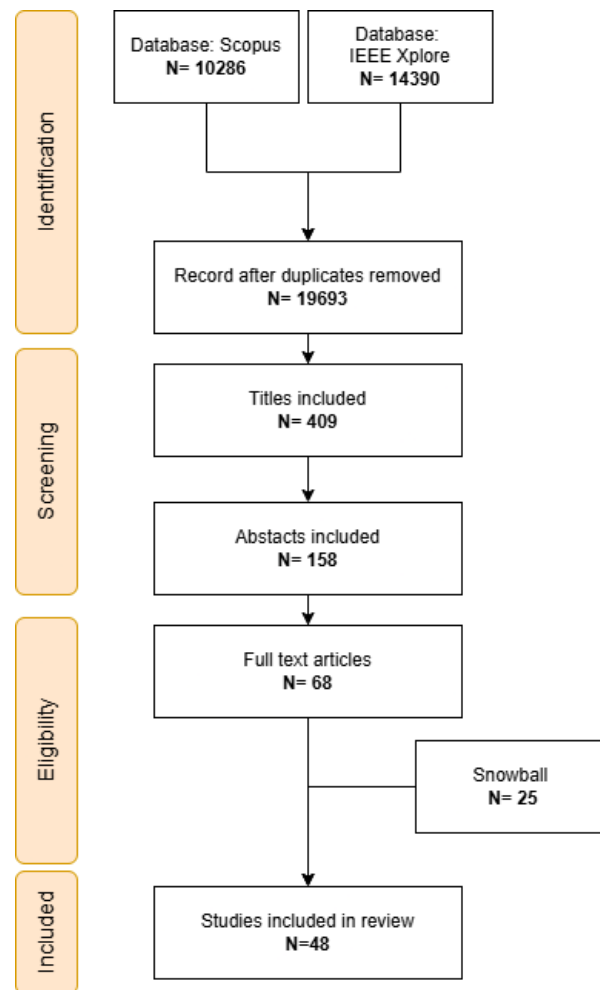 Identification
Database: Scopus
N= 10286
Database:
IEEE Xplore
N= 14390
Record after duplicates removed
N= 19693
Screening
Titles included
N= 409
Abstacts included
N= 158
Eligibility
Full text articles
N= 68
Snowball
N= 25
Included
Studies included in review
N=48